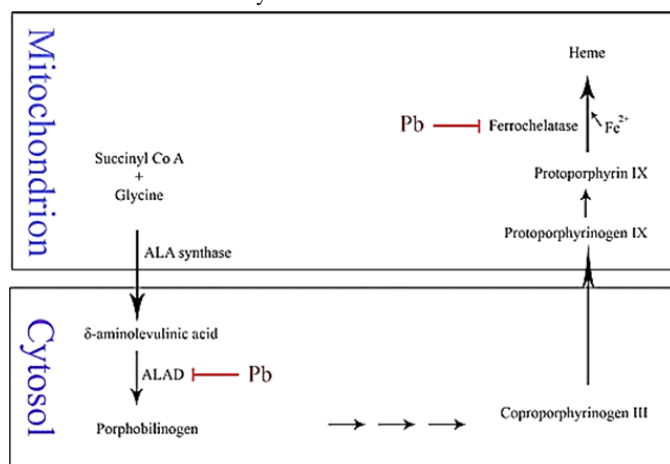 Mitochondrion
Heme
Pb
Ferrochelatase
Fe2+
Succinyl Co A
+
Glycine
Protoporphyrin IX
Protoporphyrinogen IX
ALA synthase
Cytosol
δ-aminolevulinic acid
ALAD
Pb
Porphobilinogen
Coproporphyrinogen III